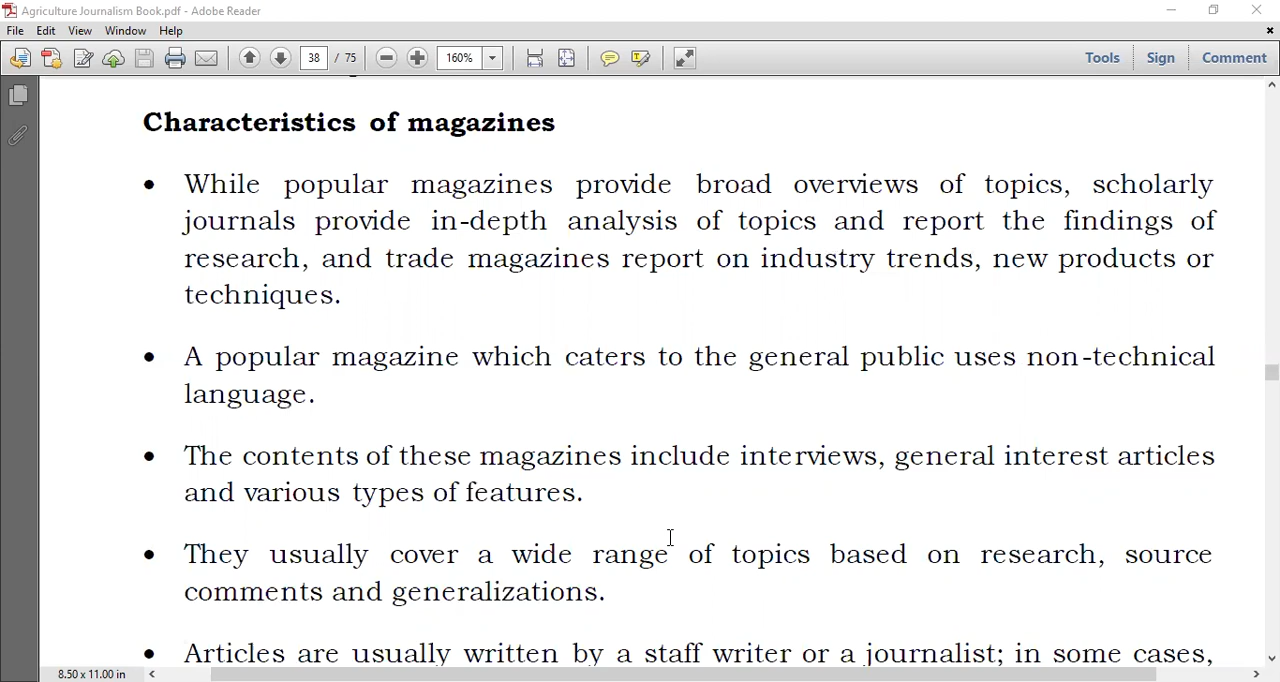 Agriculture Journalism Book.pdf - Adobe Reader
File Edit View Window Help
38 / 75 160% Tools Sign Comment
Characteristics of magazines
• While popular magazines provide broad overviews of topics, scholarly
journals provide in-depth analysis of topics and report the findings of
research, and trade magazines report on industry trends, new products or
techniques.
• A popular magazine which caters to the general public uses non-technical
language.
• The contents of these magazines include interviews, general interest articles
and various types of features.
• They usually cover a wide range of topics based on research, source
comments and generalizations.
• Articles are usually written by a staff writer or a journalist; in some cases,
8.50 x 11.00 in